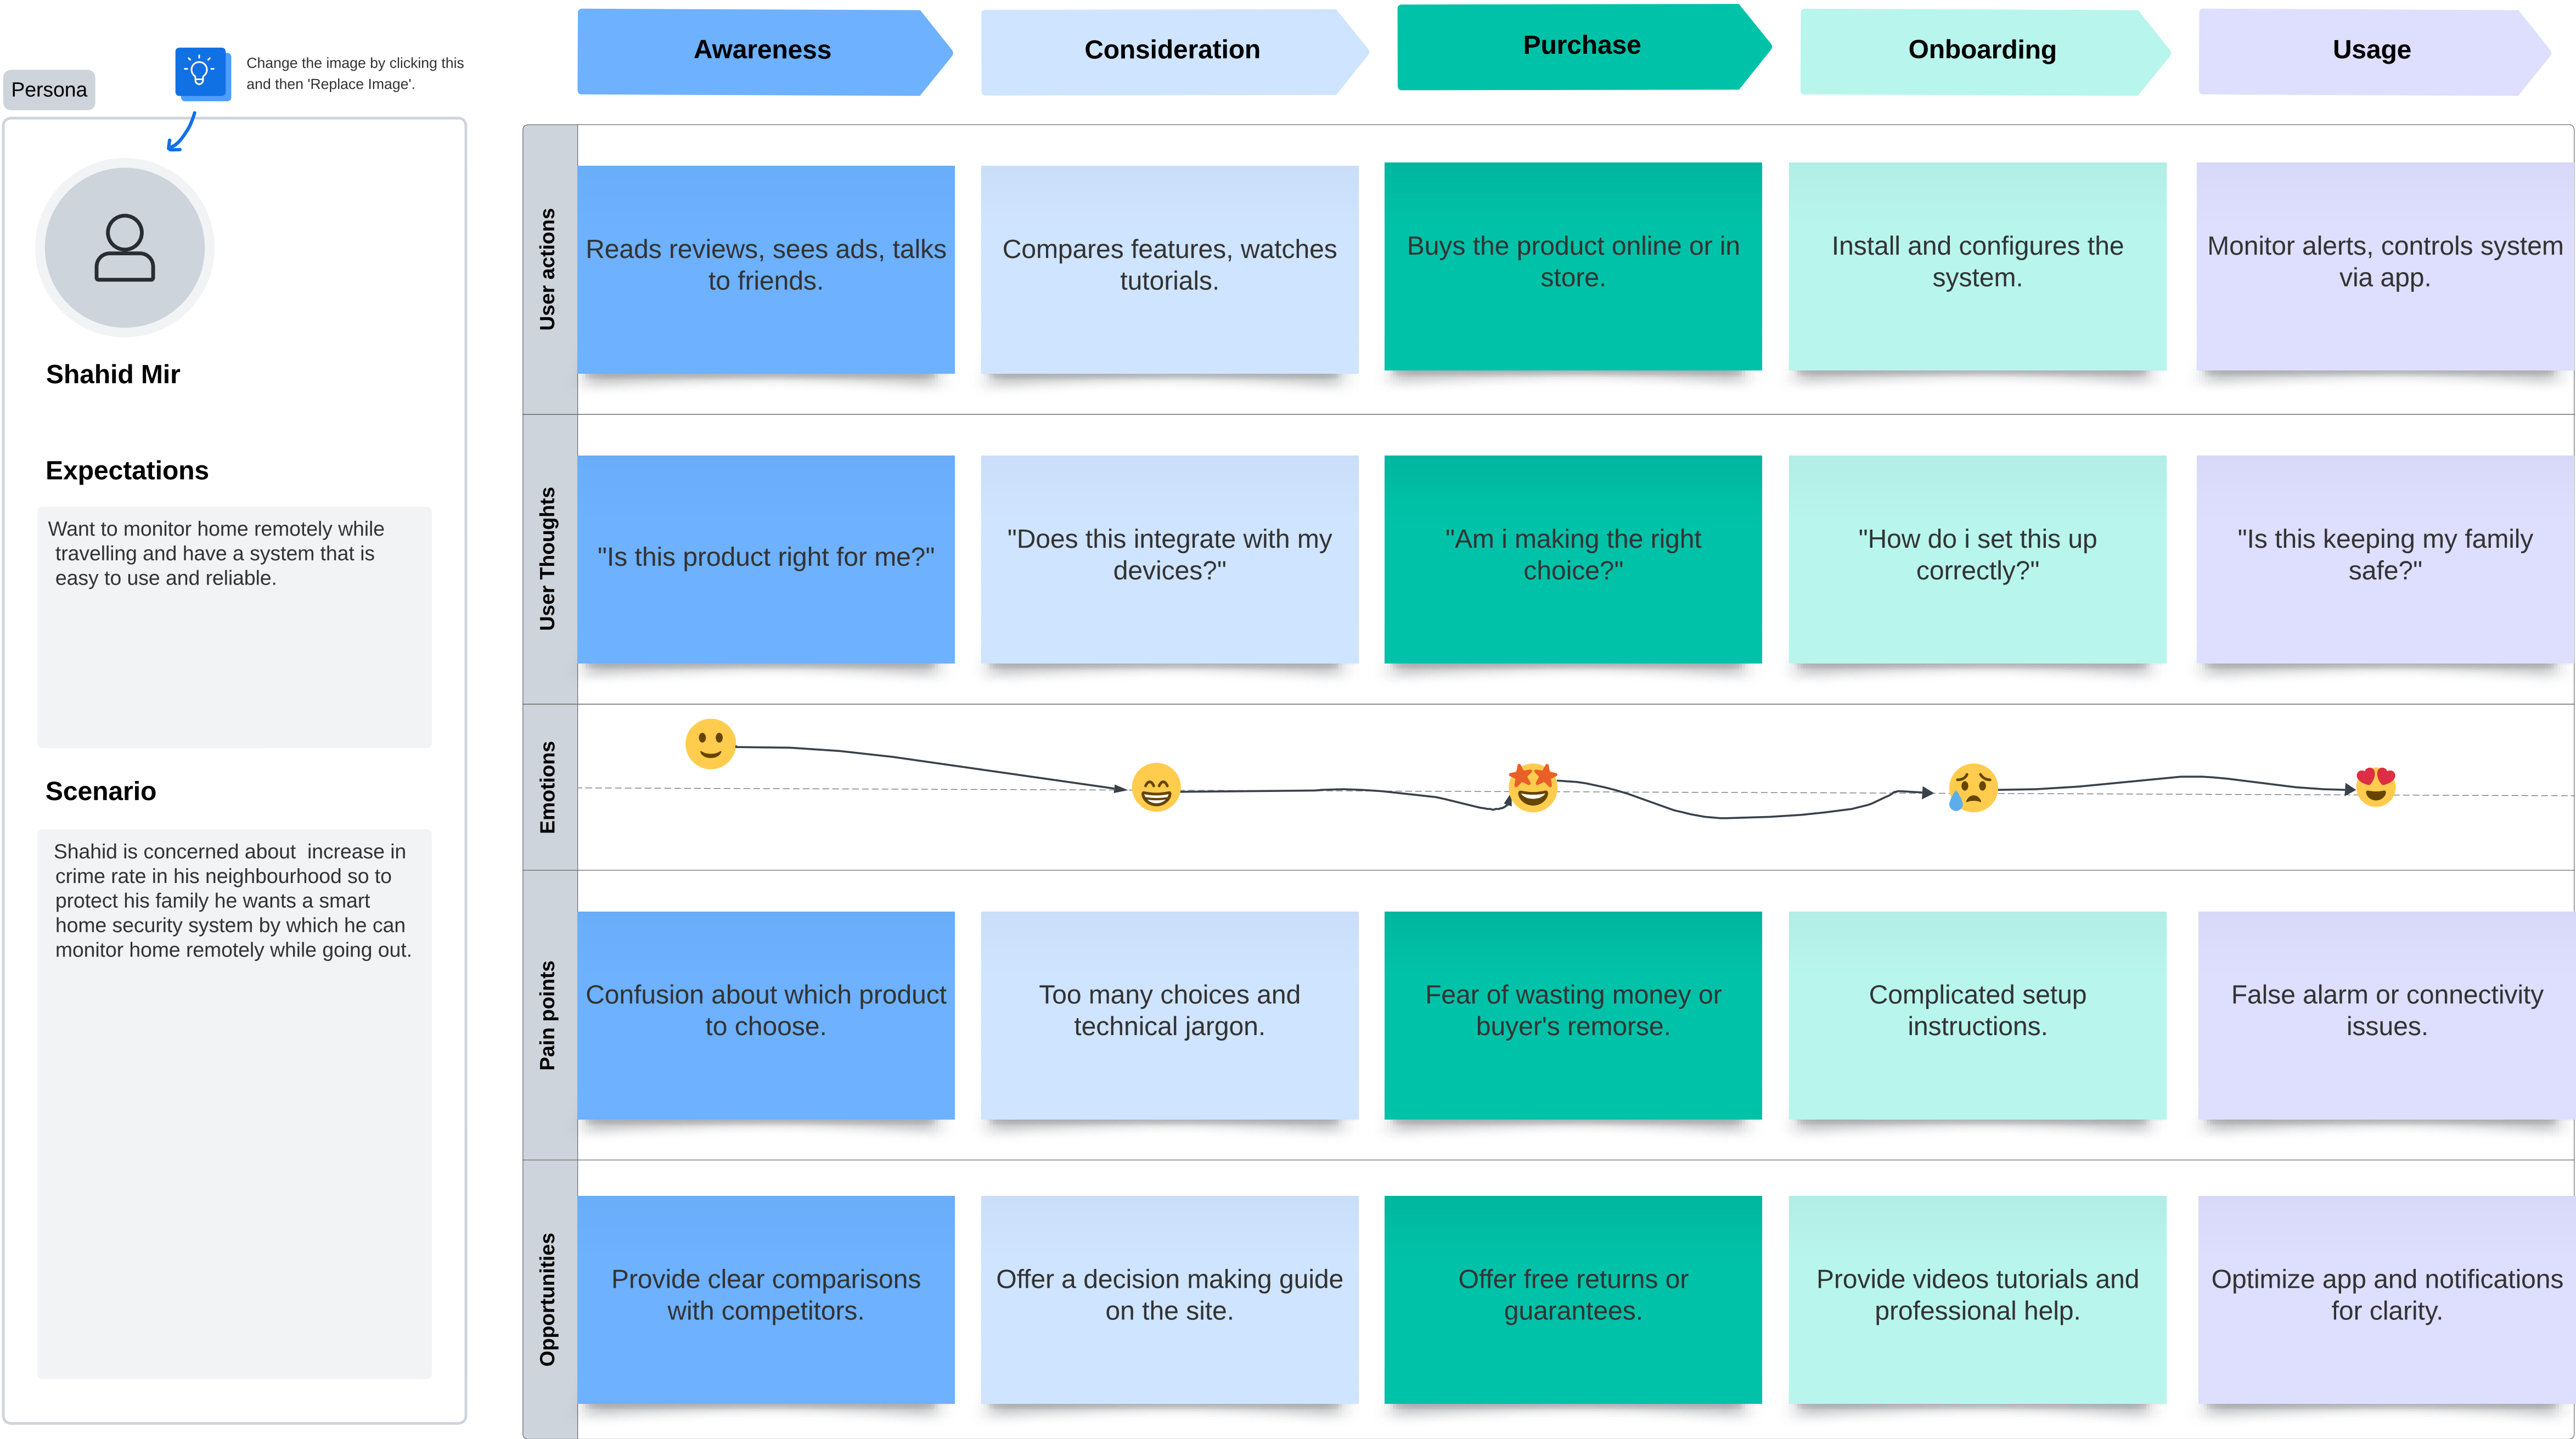 Persona
Change the image by clicking this
and then 'Replace Image'.
Shahid Mir
Expectations
Want to monitor home remotely while
travelling and have a system that is
easy to use and reliable.
Scenario
Shahid is concerned about  increase in
crime rate in his neighbourhood so to
protect his family he wants a smart
home security system by which he can
monitor home remotely while going out.
Awareness
Consideration
Purchase
Onboarding
Usage
User actions
Reads reviews, sees ads, talks
to friends.
Compares features, watches
tutorials.
Buys the product online or in
store.
Install and configures the
system.
Monitor alerts, controls system
via app.
User Thoughts
"Is this product right for me?"
"Does this integrate with my
devices?"
"Am i making the right
choice?"
"How do i set this up
correctly?"
"Is this keeping my family
safe?"
Emotions
Pain points
Confusion about which product
to choose.
Too many choices and
technical jargon.
Fear of wasting money or
buyer's remorse.
Complicated setup
instructions.
False alarm or connectivity
issues.
Opportunities
Provide clear comparisons
with competitors.
Offer a decision making guide
on the site.
Offer free returns or
guarantees.
Provide videos tutorials and
professional help.
Optimize app and notifications
for clarity.